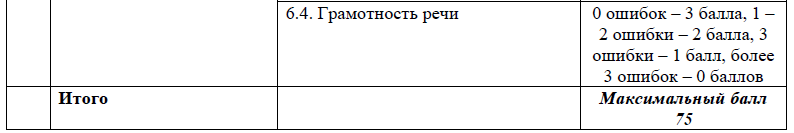 6.4. Грамотность речи
0 ошибок – 3 балла, 1 –
2 ошибки – 2 балла, 3
ошибки – 1 балл, более
3 ошибок – 0 баллов
Итого
Максимальный балл
75